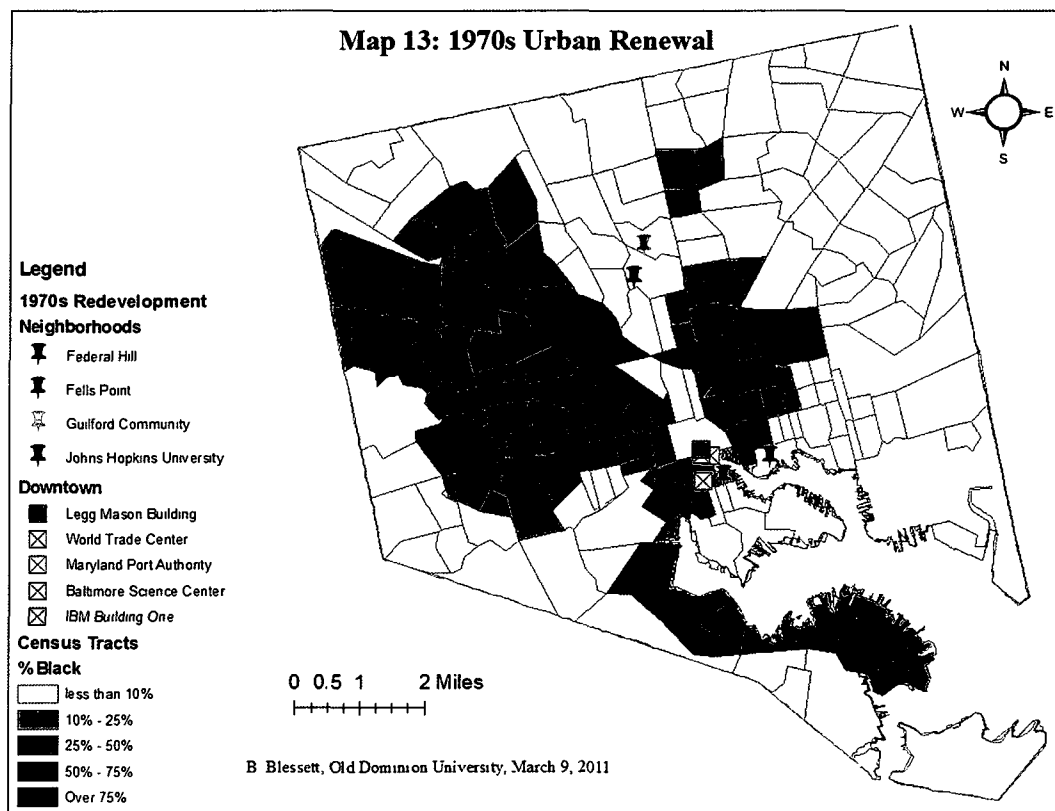 Map 13: 1970s Urban Renewal
N
W E
S
Legend
1970s Redevelopment
Neighborhoods
Federal Hill
Fells Point
Guilford Community
Johns Hopkins University
Downtown
Legg Mason Building
World Trade Center
Maryland Port Authority
Baltimore Science Center
IBM Building One
Census Tracts
% Black
less than 10%
10% - 25%
25% - 50%
50% - 75%
Over 75%
0 0.5 1 2 Miles
B Blessett, Old Dominion University, March 9, 2011